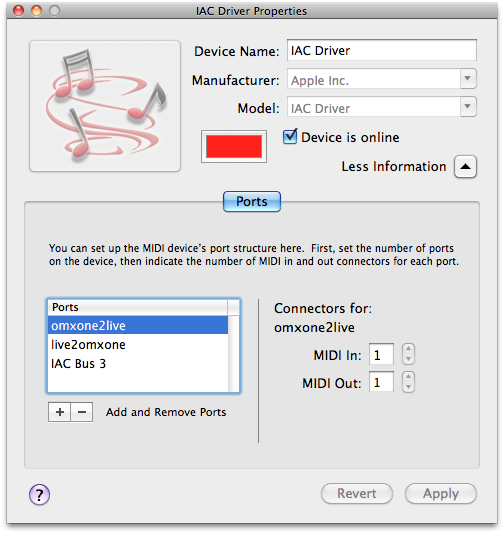 IAC Driver Properties
Device Name: IAC Driver
Manufacturer: Apple Inc.
Model: IAC Driver
Device is online
Less Information
Ports
You can set up the MIDI device's port structure here. First, set the number of ports
on the device, then indicate the number of MIDI in and out connectors for each port.
Ports
omxone2live
live2omxone
IAC Bus 3
+ − Add and Remove Ports
Connectors for:
omxone2live
MIDI In: 1
MIDI Out: 1
?
Revert
Apply